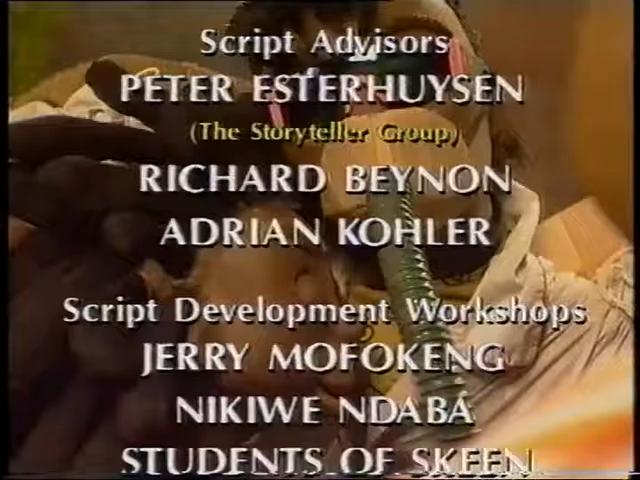 Script Advisors
PETER ESTERHUYSEN
(The Storyteller Group)
RICHARD BEYNON
ADRIAN KOHLER
Script Development Workshops
JERRY MOFOKENG
NIKIWE NDABA
STUDENTS OF SKEEN